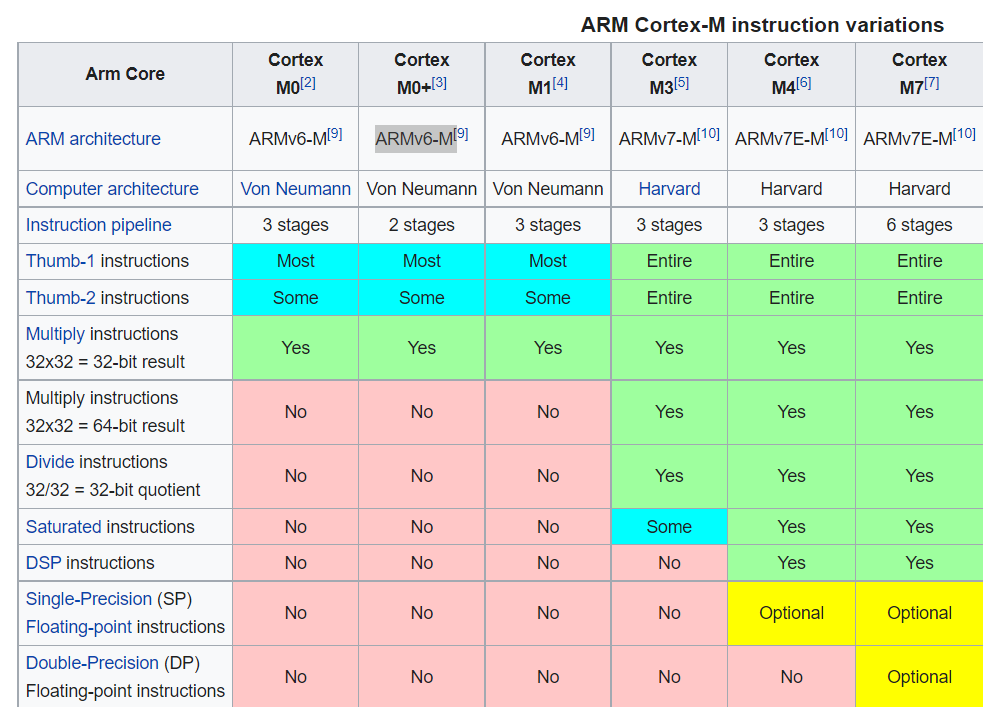 ARM Cortex-M instruction variations
Arm Core Cortex M0[2] Cortex M0+[3] Cortex M1[4] Cortex M3[5] Cortex M4[6] Cortex M7[7]
ARM architecture ARMv6-M[9] ARMv6-M[9] ARMv6-M[9] ARMv7-M[10] ARMv7E-M[10] ARMv7E-M[10]
Computer architecture Von Neumann Von Neumann Von Neumann Harvard Harvard Harvard
Instruction pipeline 3 stages 2 stages 3 stages 3 stages 3 stages 6 stages
Thumb-1 instructions Most Most Most Entire Entire Entire
Thumb-2 instructions Some Some Some Entire Entire Entire
Multiply instructions
32x32 = 32-bit result Yes Yes Yes Yes Yes Yes
Multiply instructions
32x32 = 64-bit result No No No Yes Yes Yes
Divide instructions
32/32 = 32-bit quotient No No No Yes Yes Yes
Saturated instructions No No No Some Yes Yes
DSP instructions No No No No Yes Yes
Single-Precision (SP)
Floating-point instructions No No No No Optional Optional
Double-Precision (DP)
Floating-point instructions No No No No No Optional